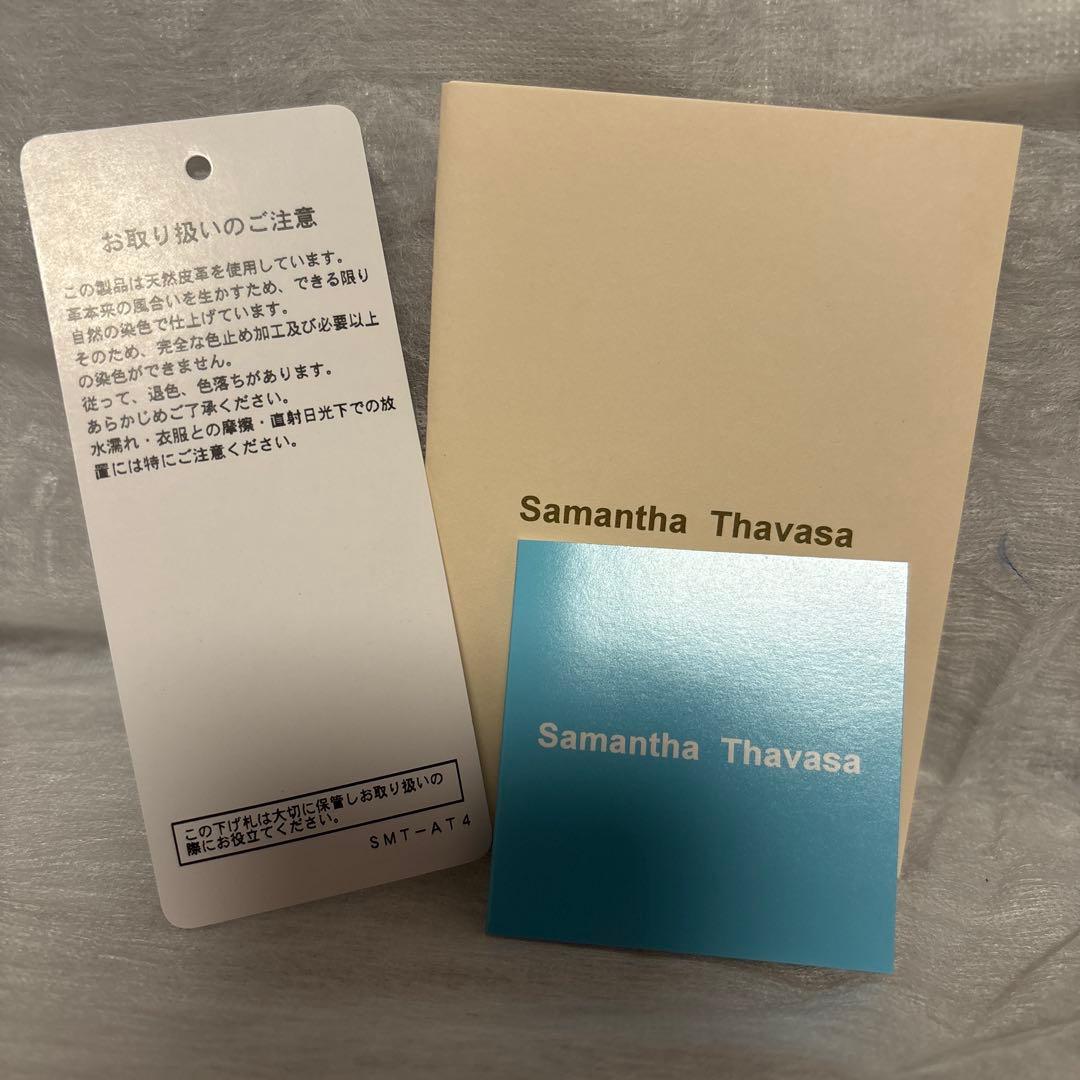 お取り扱いのご注意
この製品は天然皮革を使用しています。
革本来の風合いを生かすため、できる限り
自然の染色で仕上げています。
そのため、完全な色止め加工及び必要以上
の染色ができません。
従って、退色、色落ちがあります。
あらかじめご了承ください。
水濡れ・衣服との摩擦・直射日光下での放
置には特にご注意ください。
この下げ札は大切に保管しお取り扱いの
際にお役立てください。
SMT-AT4
Samantha Thavasa
Samantha Thavasa